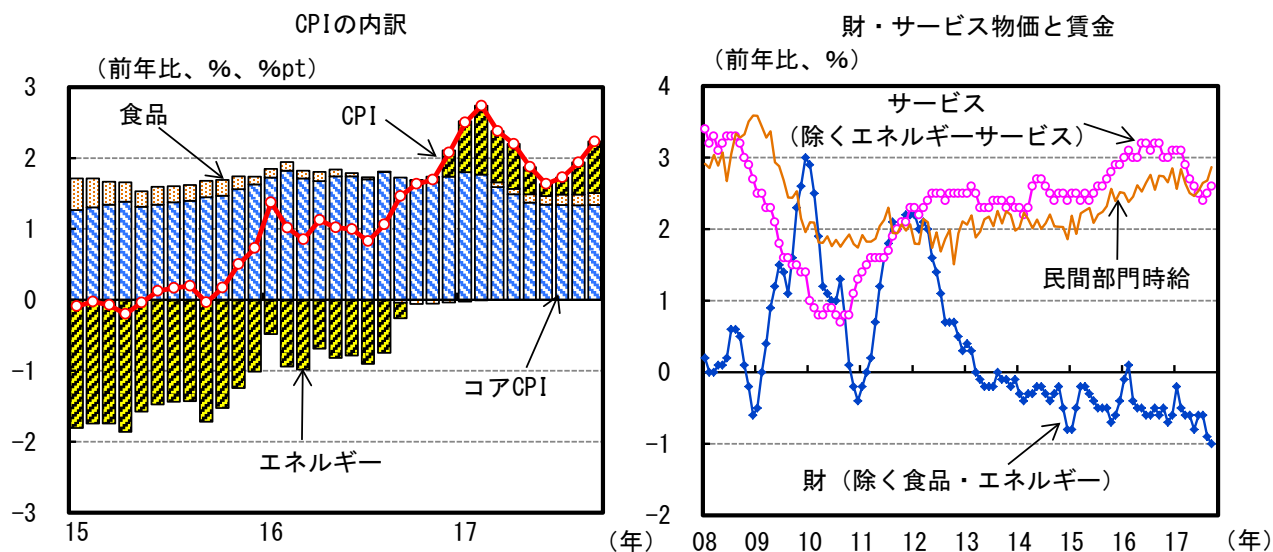 CPIの内訳
(前年比、%、%pt)
3
2
1
0
-1
-2
-3
食品
CPI
コアCPI
エネルギー
15
16
17
(年)
財・サービス物価と賃金
(前年比、%)
4
3
2
1
0
-1
-2
サービス
(除くエネルギーサービス)
民間部門時給
財(除く食品・エネルギー)
08 09 10 11 12 13 14 15 16 17
(年)